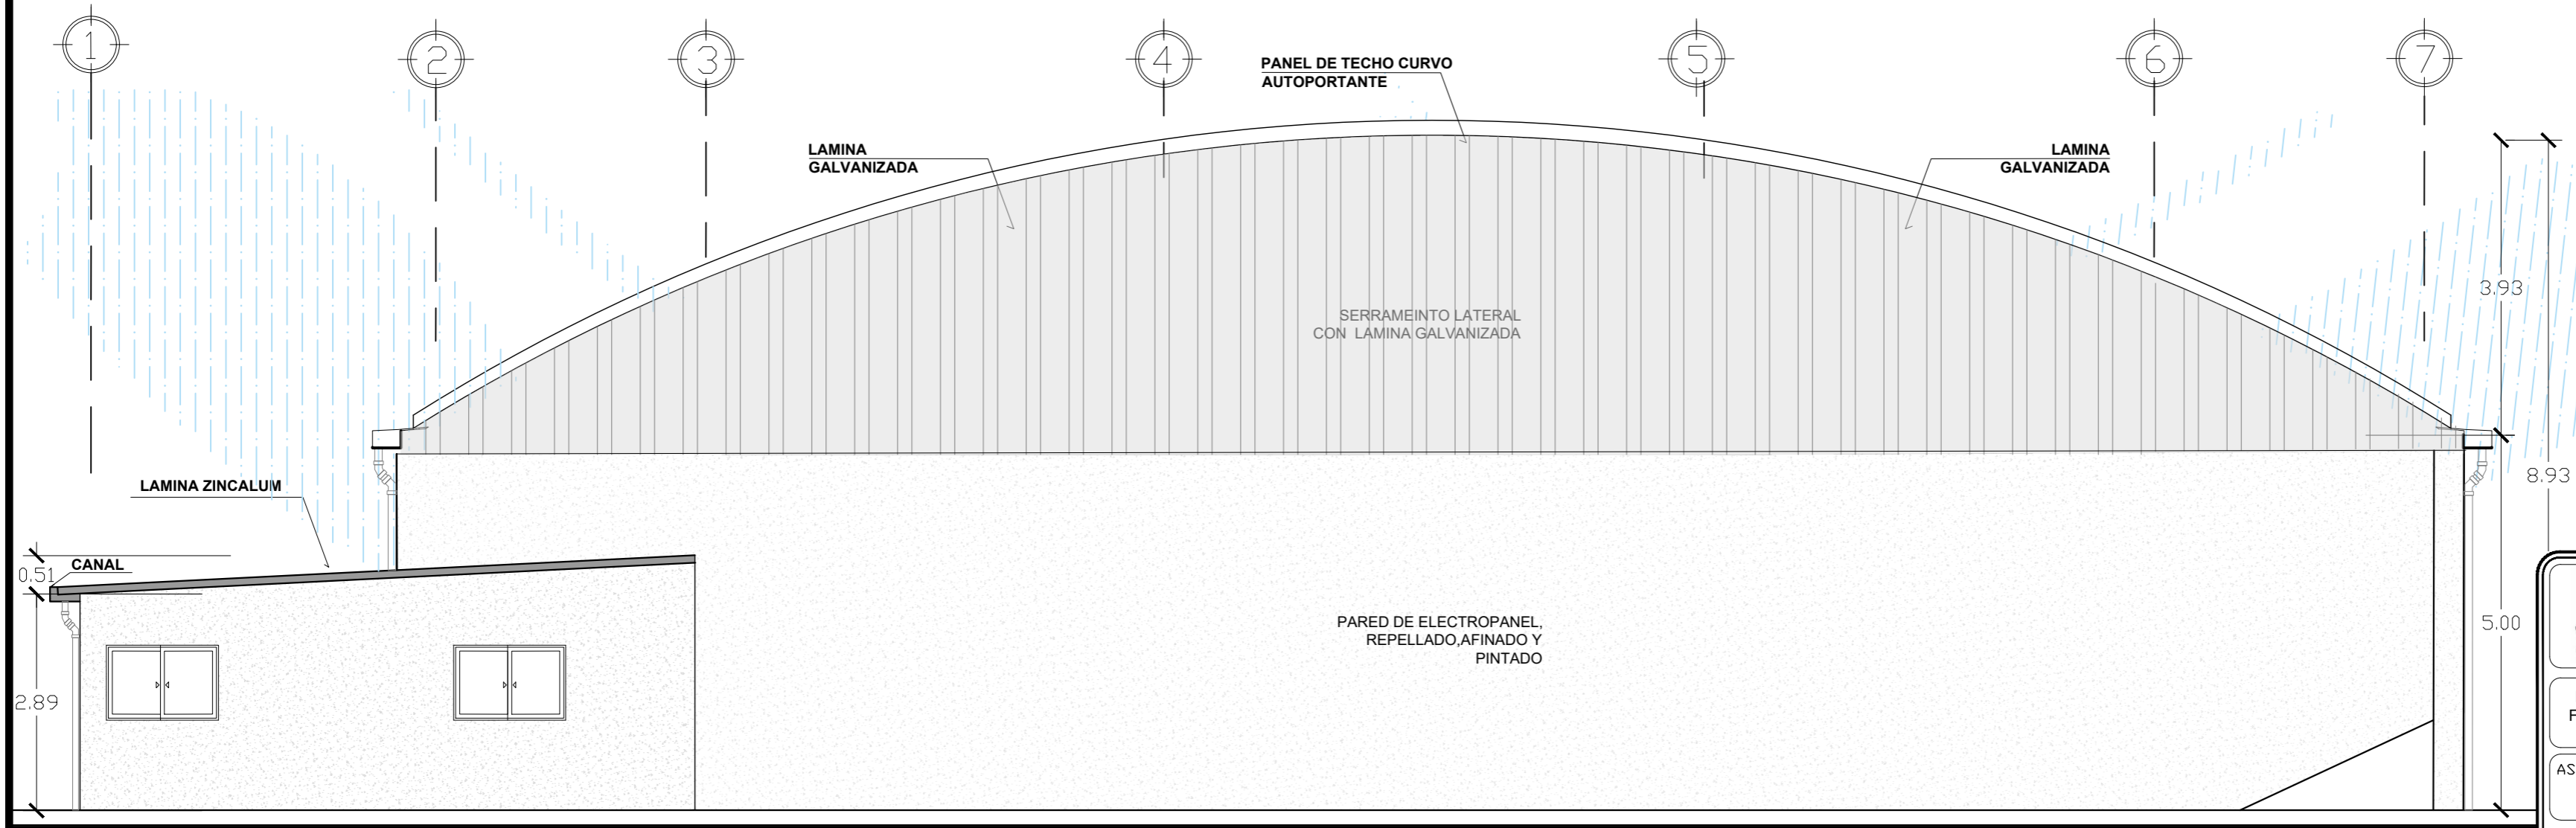 1
2
3
4
5
6
7
PANEL DE TECHO CURVO
AUTOPORTANTE
LAMINA
GALVANIZADA
LAMINA
GALVANIZADA
3.93
SERRAMEINTO LATERAL
CON LAMINA GALVANIZADA
8.93
LAMINA ZINCALUM
CANAL
0.51
PARED DE ELECTROPANEL,
REPELLADO,AFINADO Y
PINTADO
5.00
2.89
F
AS